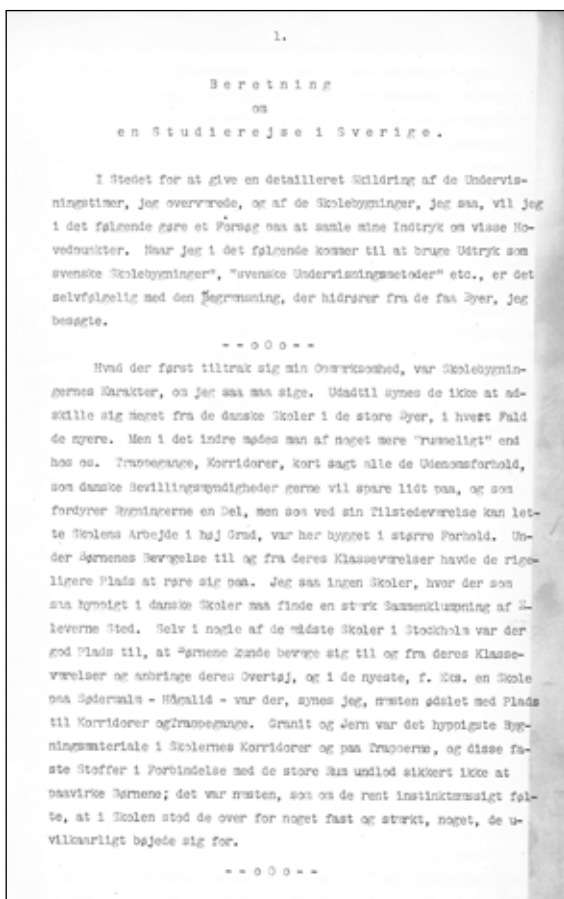 1.
Beretning
om
en Studierejse i Sverige.
I Stedet for at give en detailleret Skildring af de Undervis-
ningstimer, jeg overværede, og af de Skolebygninger, jeg saa, vil jeg
i det følgende gøre et Forsøg paa at samle mine Indtryk om visse Ho-
vedpunkter. Naar jeg i det følgende kommer til at bruge Udtryk som
svenske Skolebygninger", "svenske Undervisningsmetoder" etc., er det
selvfølgelig med den Begrænsning, der hidrører fra de faa Byer, jeg
besøgte.
--oOo--
Hvad der først tiltrak sig min Opmærksomhed, var Skolebygnin-
gernes Karakter, om jeg saa maa sige. Udadtil synes de ikke at ad-
skille sig meget fra de danske Skoler i de store Byer, i hvert Fald
de nyere. Men i det indre mødes man af noget mere "rummeligt" end
hos os. Trappegange, Korridorer, kort sagt alle de Udenomsforhold,
som danske Bevillingsmyndigheder gerne vil spare lidt paa, og som
fordyrer Bygningerne en Del, men som ved sin Tilstedeværelse kan let-
te Skolens Arbejde i høj Grad, var her bygget i større Forhold. Un-
der Børnenes Bevægelse til og fra deres Klasseværelser havde de rige-
ligere Plads at røre sig paa. Jeg saa ingen Skoler, hvor der som
saa hyppigt i danske Skoler maa finde en stærk Sammenklumpning af E-
leverne Sted. Selv i nogle af de ældste Skoler i Stockholm var der
god Plads til, at Børnene kunde bevæge sig til og fra deres Klasse-
værelser og anbringe deres Overtøj, og i de nyeste, f. Eks. en Skole
paa Södermalm - Högalid - var der, synes jeg, næsten ødslet med Plads
til Korridorer ogTrappegange. Granit og Jern var det hyppigste Byg-
ningsmateriale i Skolernes Korridorer og paa Trapperne, og disse fa-
ste Stoffer i Forbindelse med de store Rum undlod sikkert ikke at
paavirke Børnene; det var næsten, som om de rent instinktmæssigt føl-
te, at i Skolen stod de over for noget fast og stærkt, noget, de u-
vilkaarligt bøjede sig for.
--oOo--